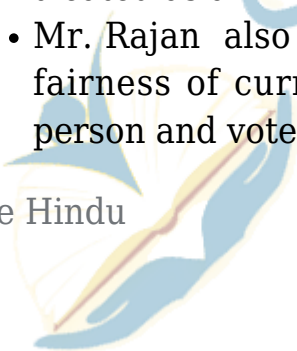 • Mr. Rajan also
fairness of curr
person and vote
e Hindu